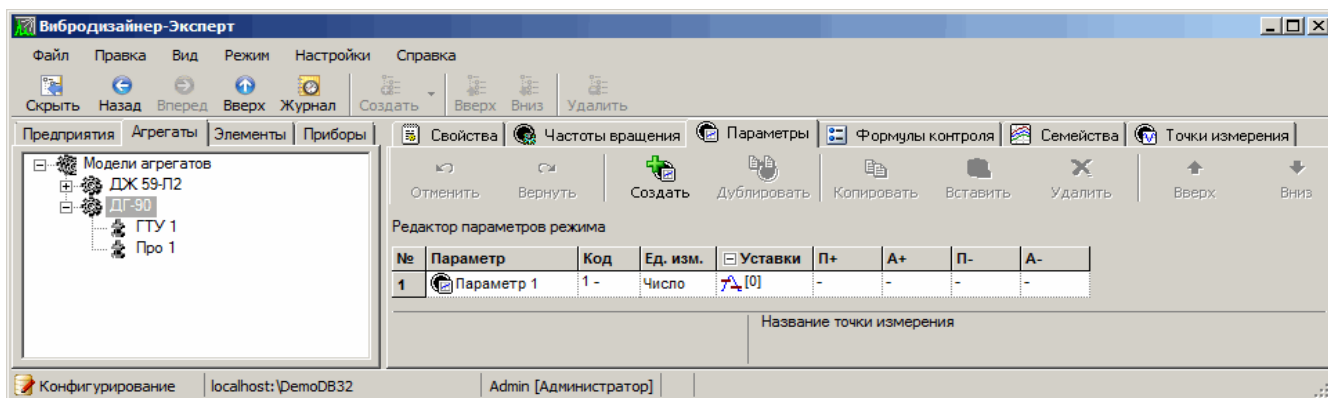 Вибродизайнер-Эксперт
Файл Правка Вид Режим Настройки Справка
Скрыть Назад Вперед Вверх Журнал Создать Вверх Вниз Удалить
Предприятия Агрегаты Элементы Приборы Свойства Частоты вращения Параметры Формулы контроля Семейства Точки измерения
Модели агрегатов
ДЖ 59-Л2
ДГ-90
ГТУ 1
Про 1
Отменить Вернуть Создать Дублировать Копировать Вставить Удалить Вверх Вниз
Редактор параметров режима
№ Параметр Код Ед. изм. Уставки П+ А+ П- А-
1 Параметр 1 1 - Число [0] - - - -
Название точки измерения
Конфигурирование localhost:\DemoDB32 Admin [Администратор]